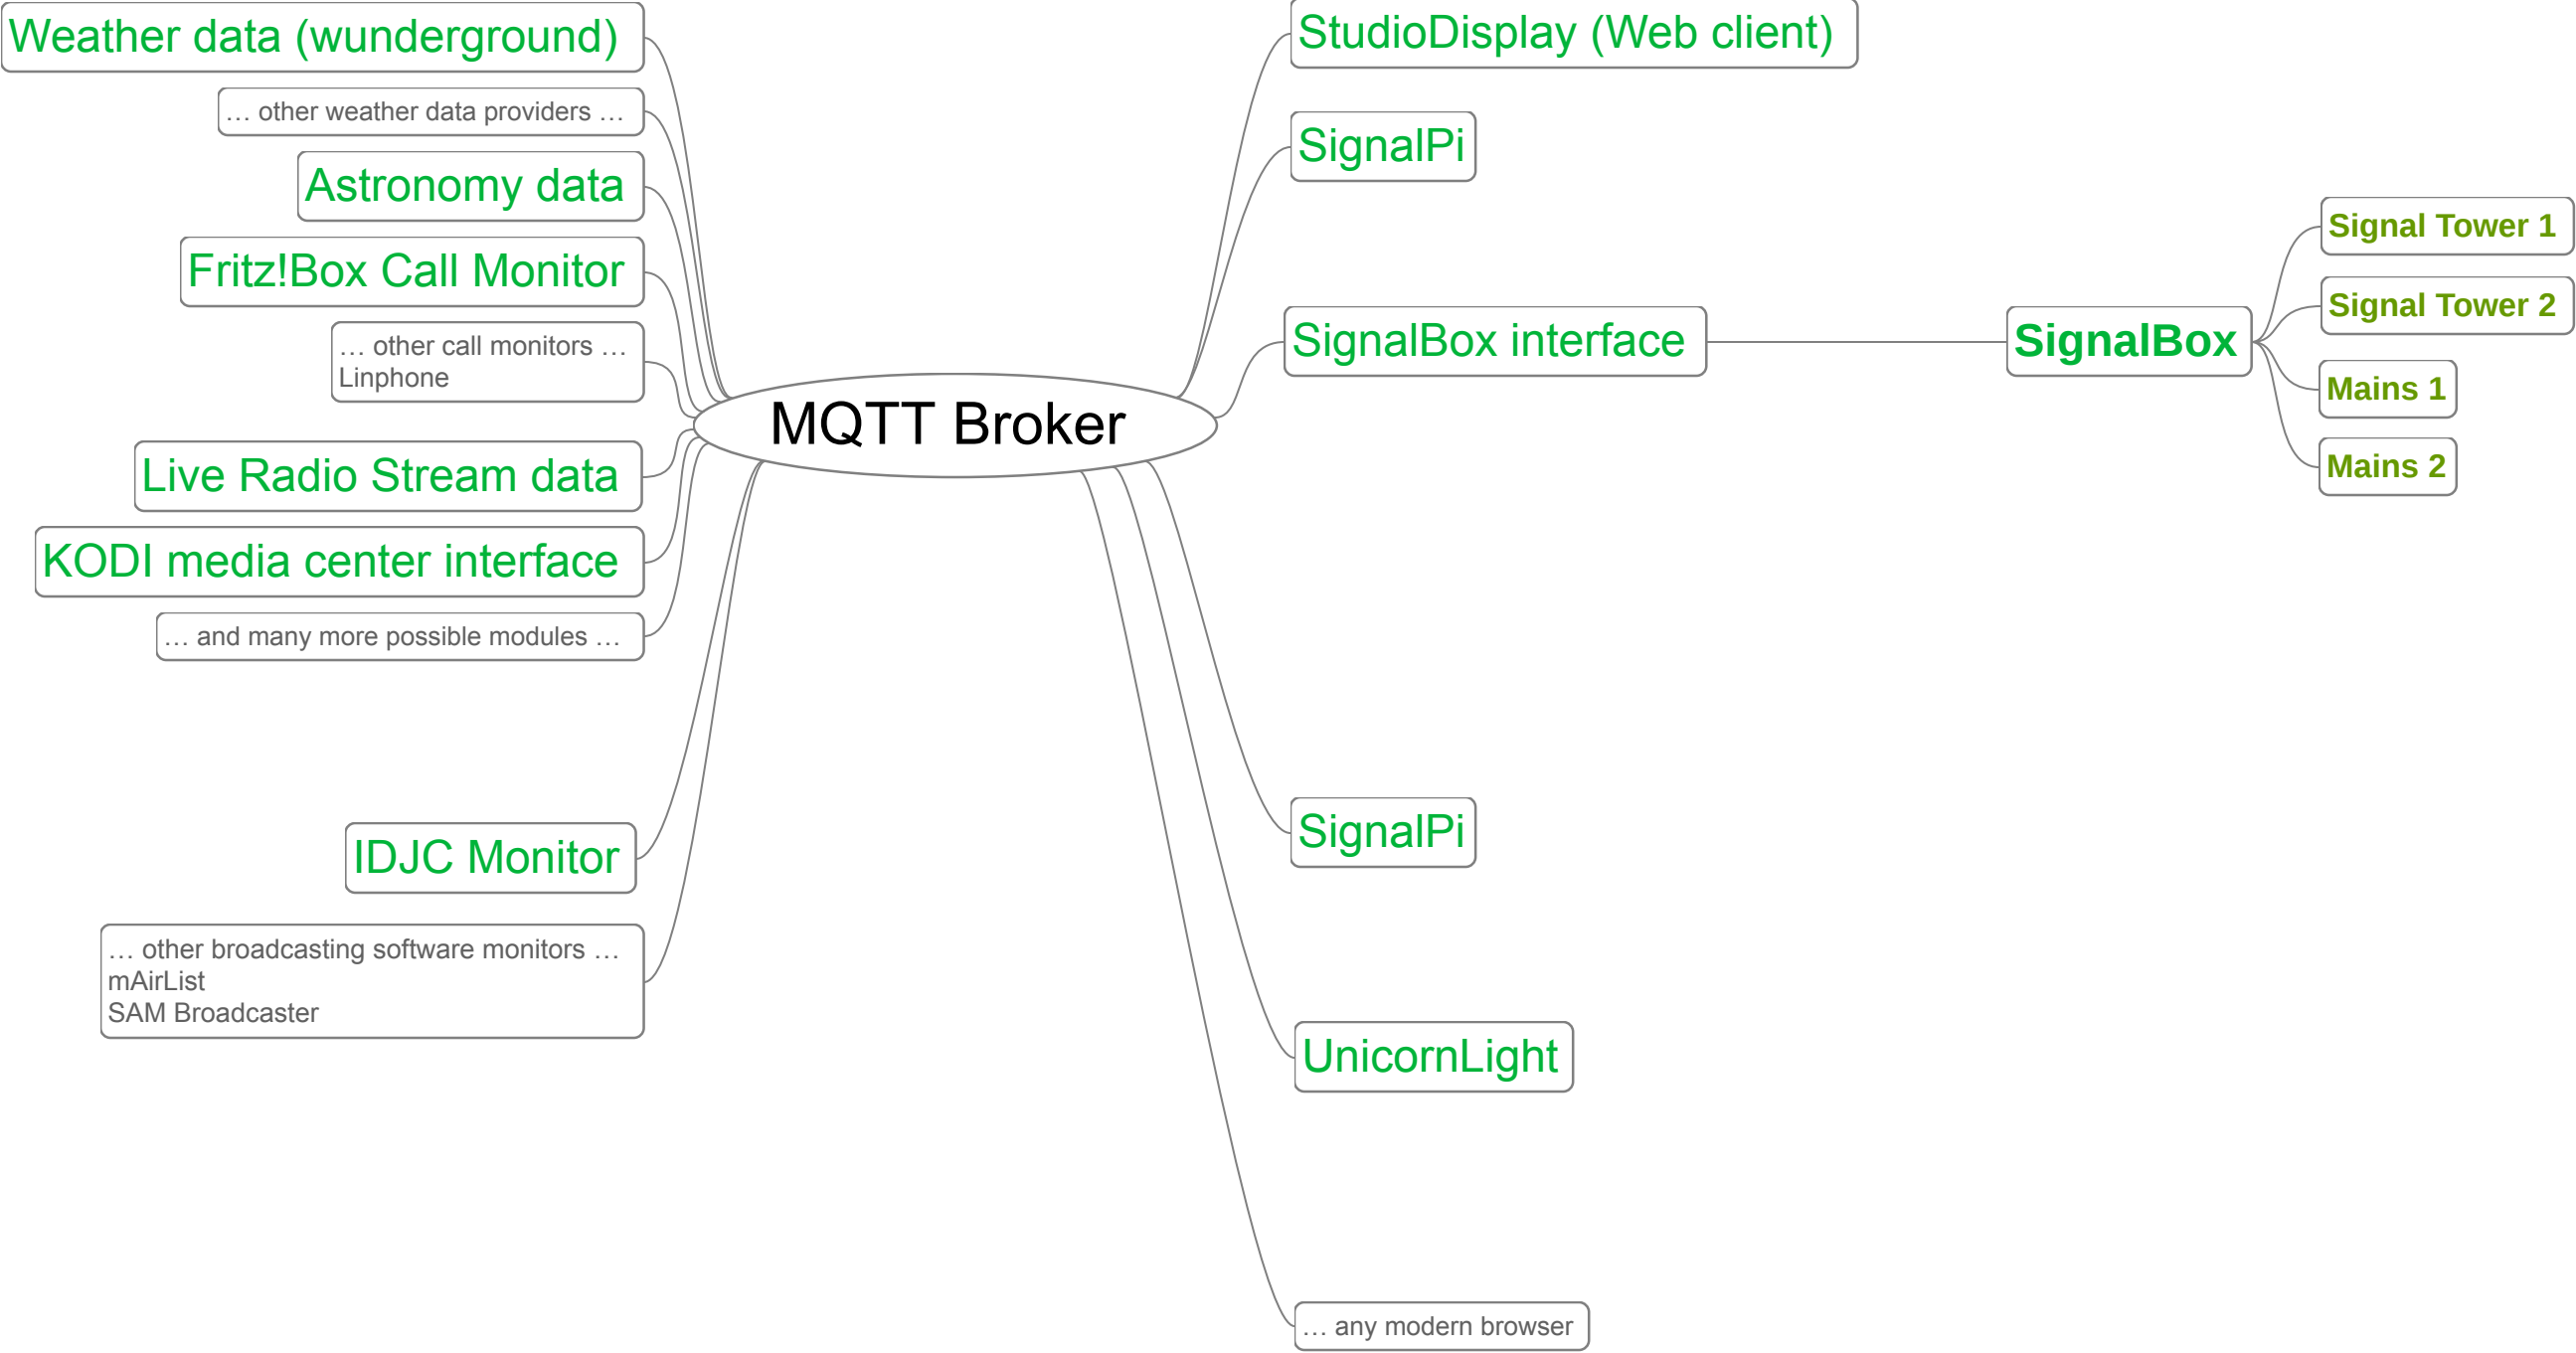 Weather data (wunderground)
… other weather data providers …
Astronomy data
Fritz!Box Call Monitor
… other call monitors …
Linphone
Live Radio Stream data
KODI media center interface
… and many more possible modules …
IDJC Monitor
… other broadcasting software monitors …
mAirList
SAM Broadcaster
MQTT Broker
StudioDisplay (Web client)
SignalPi
SignalBox interface
SignalBox
Signal Tower 1
Signal Tower 2
Mains 1
Mains 2
SignalPi
UnicornLight
… any modern browser